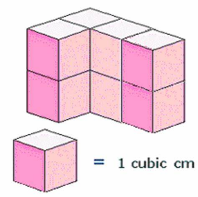 = 1 cubic cm